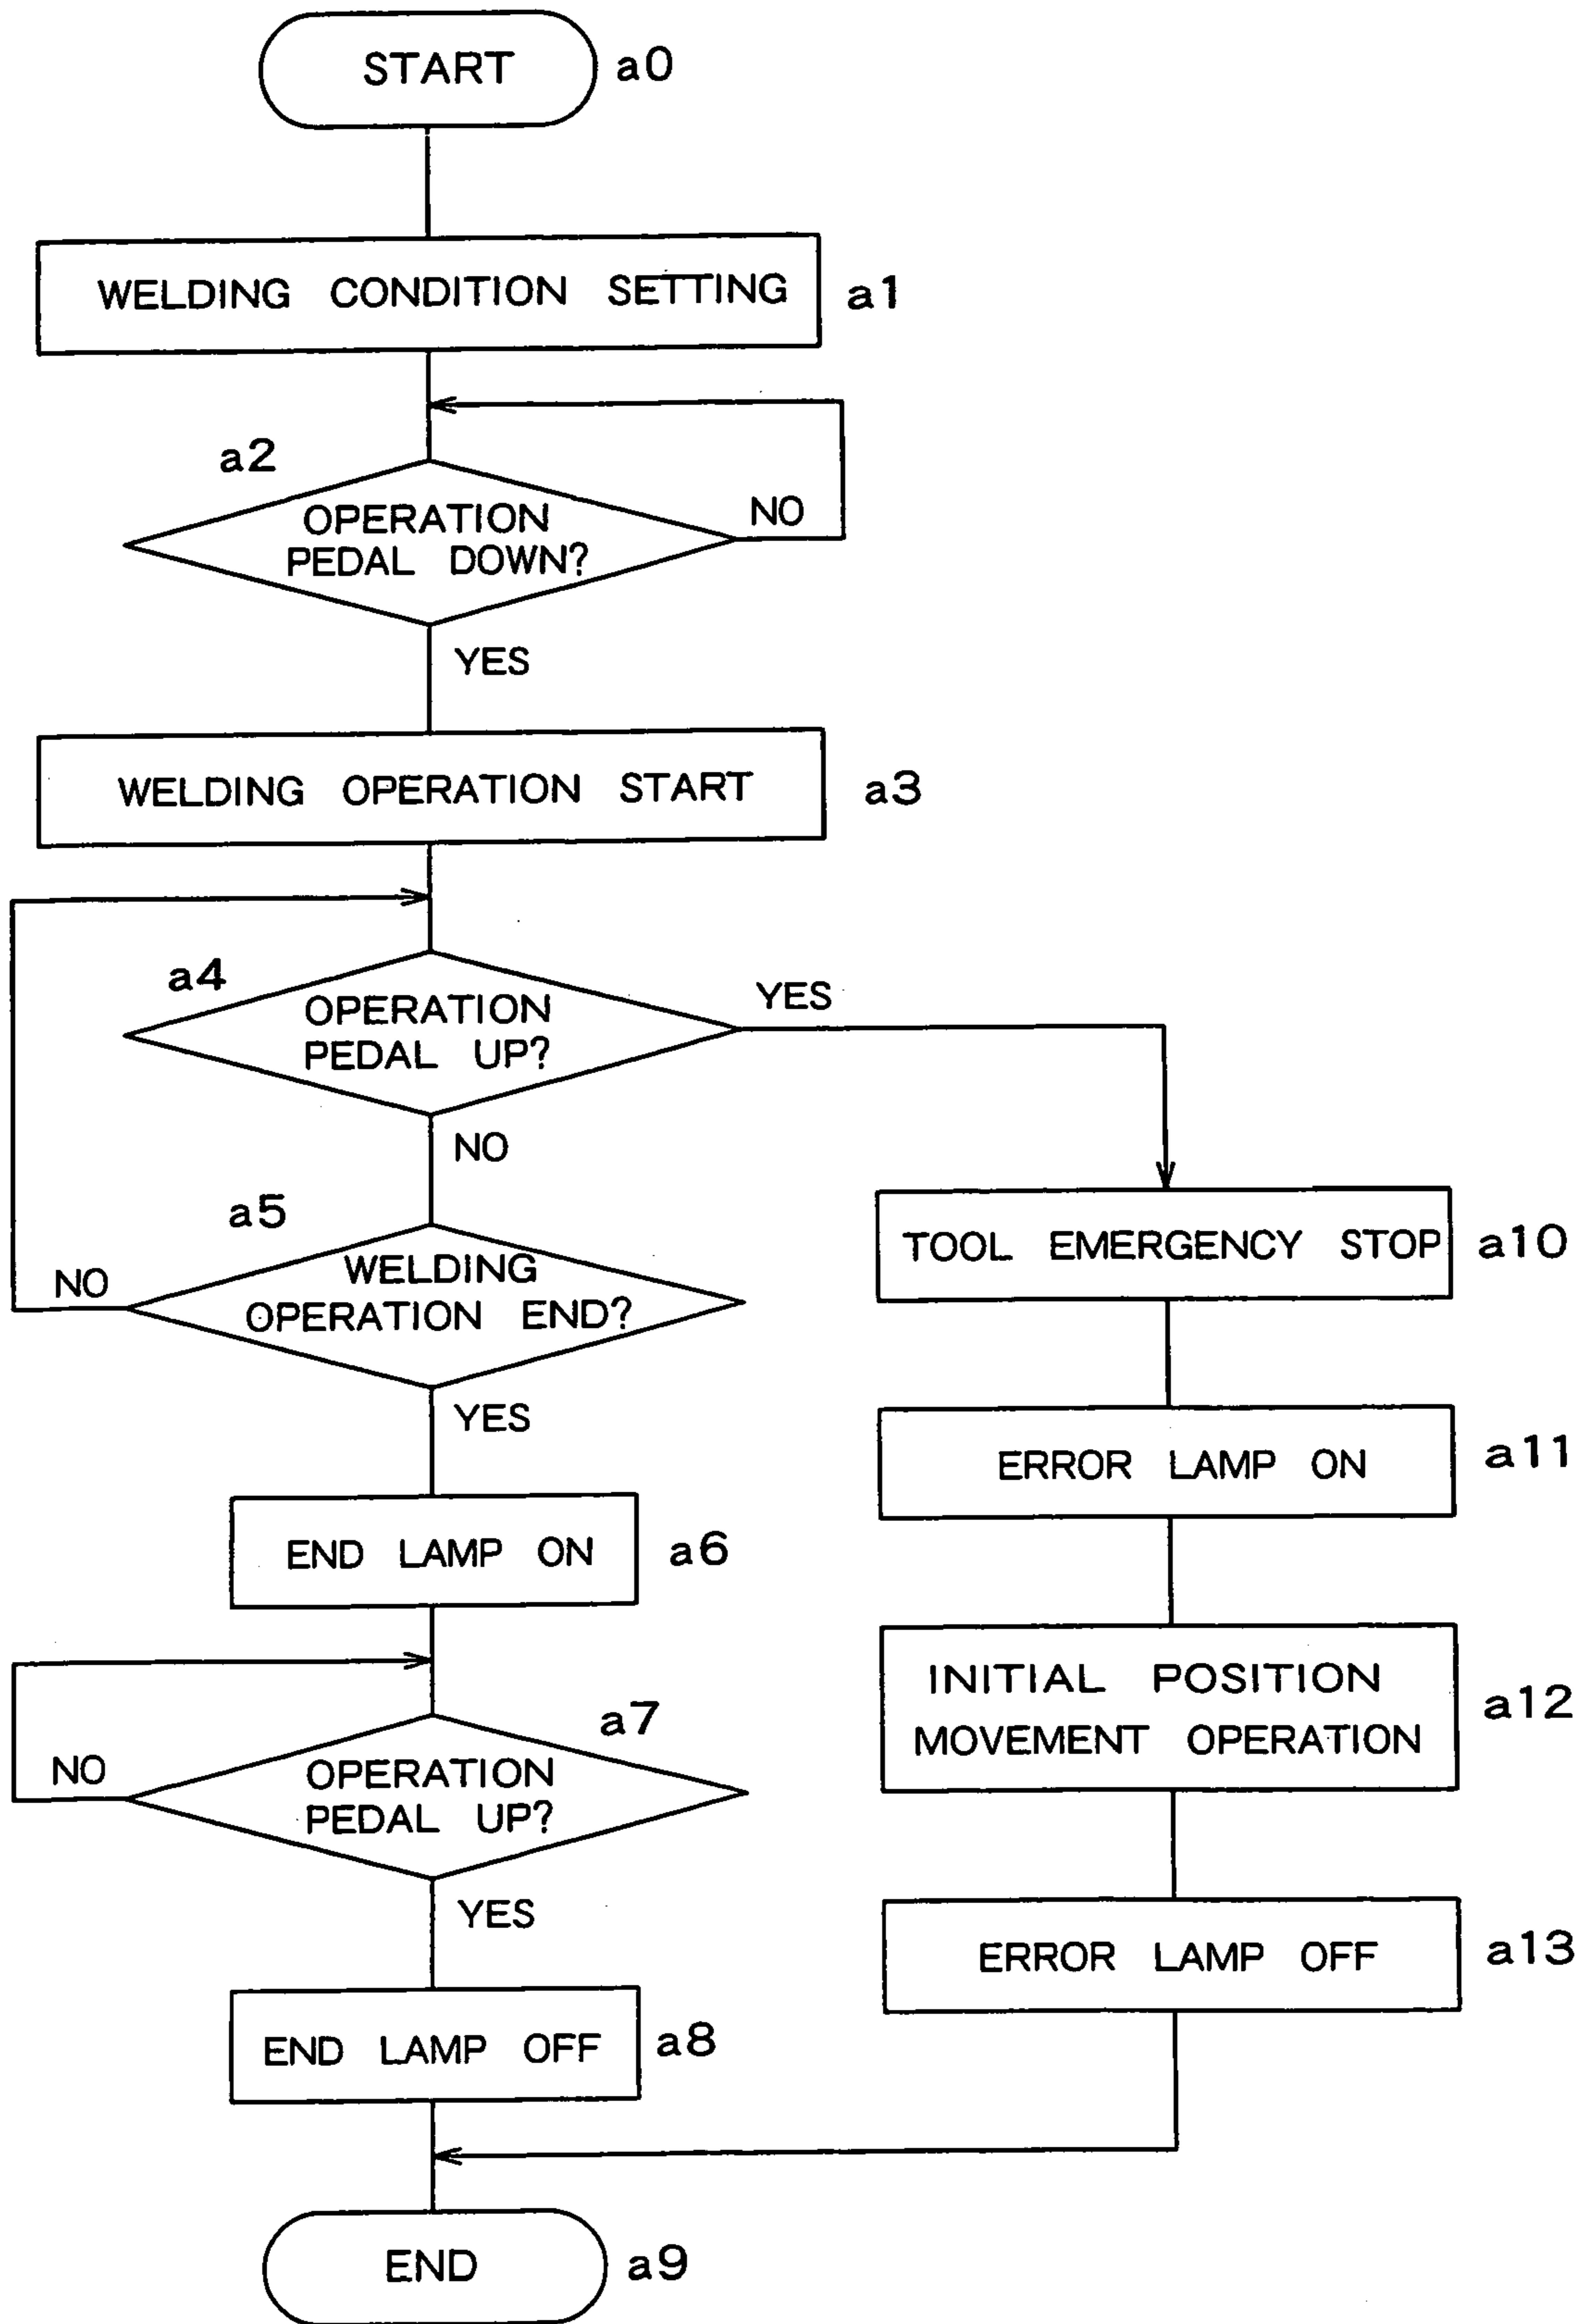 START
a0
WELDING CONDITION SETTING
a1
a2
OPERATION
PEDAL DOWN?
NO
YES
WELDING OPERATION START
a3
a4
OPERATION
PEDAL UP?
YES
NO
a5
WELDING
OPERATION END?
NO
YES
END LAMP ON
a6
a7
OPERATION
PEDAL UP?
NO
YES
END LAMP OFF
a8
TOOL EMERGENCY STOP
a10
ERROR LAMP ON
a11
INITIAL POSITION
MOVEMENT OPERATION
a12
ERROR LAMP OFF
a13
END
a9